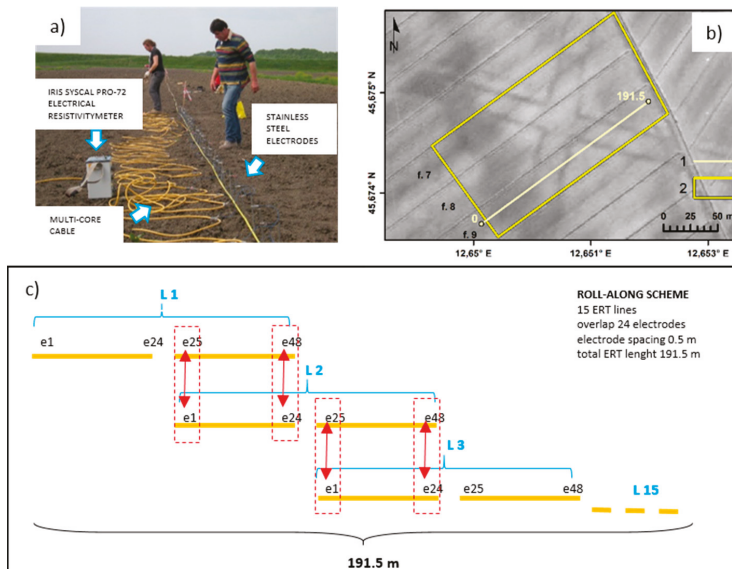 a)
IRIS SYSCAL PRO-72
ELECTRICAL
RESISTIVITYMETER
STAINLESS
STEEL
ELECTRODES
MULTI-CORE
CABLE
b)
N
45,675° N
45,674 N
191.5
f. 7
f. 8
0
f. 9
1
2
0 25 50 m
12,65° E
12,651 E
12,653 E
c)
L 1
e1
e24
e25
e48
L 2
e1
e24
e25
e48
L 3
e1
e24
e25
e48
L 15
191.5 m
ROLL-ALONG SCHEME
15 ERT lines
overlap 24 electrodes
electrode spacing 0.5 m
total ERT lenght 191.5 m